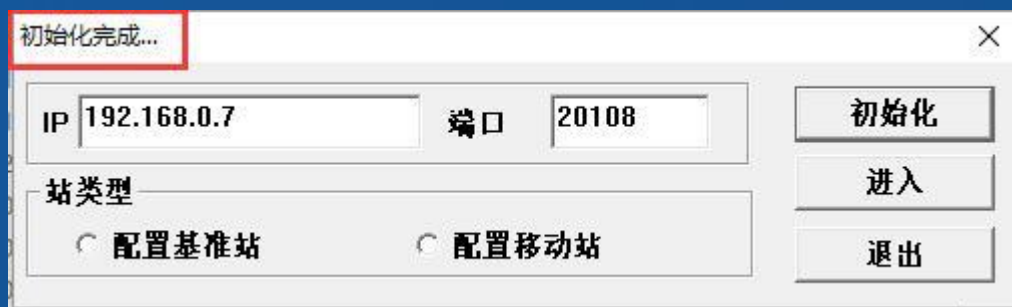 初始化完成...
IP 192.168.0.7 端口 20108
初始化
站类型
进入
配置基准站 配置移动站
退出